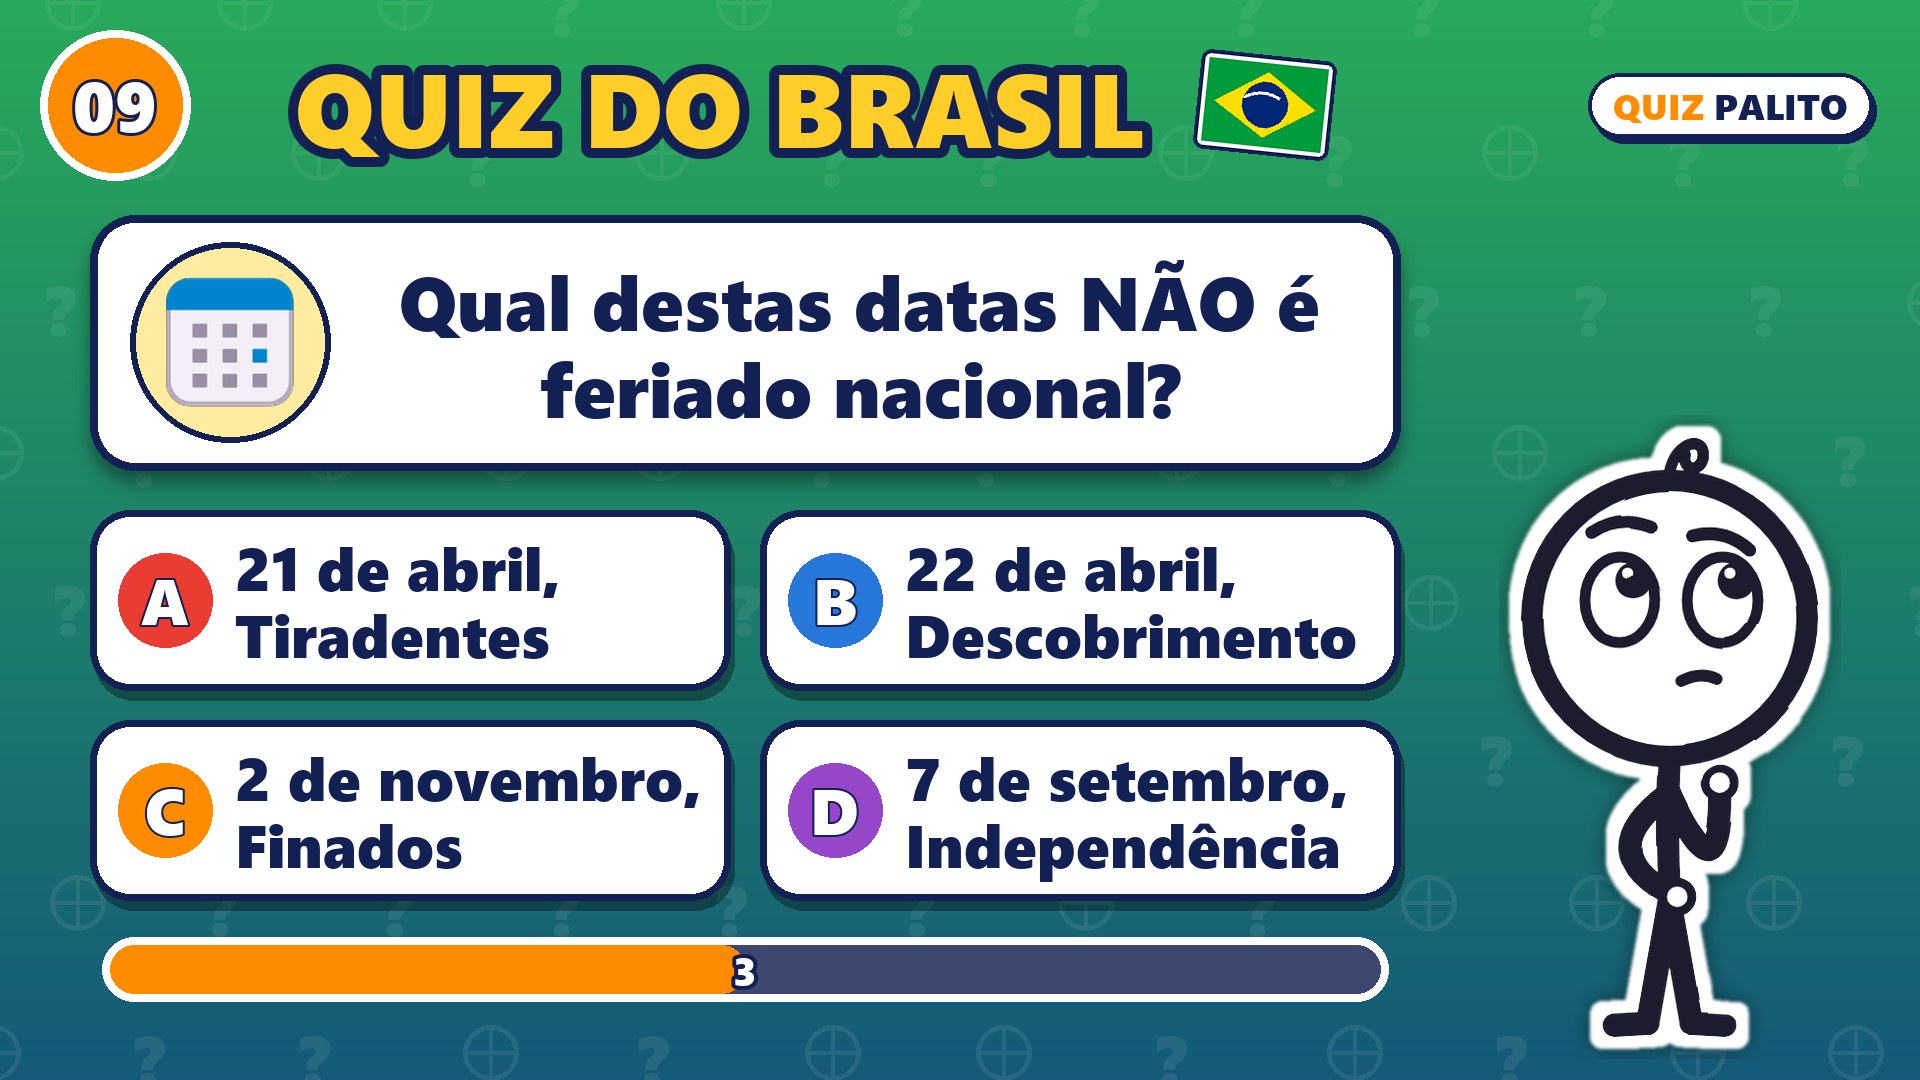 09
QUIZ DO BRASIL
QUIZ PALITO
Qual destas datas NÃO é
feriado nacional?
A
21 de abril,
Tiradentes
B
22 de abril,
Descobrimento
C
2 de novembro,
Finados
D
7 de setembro,
Independência
3